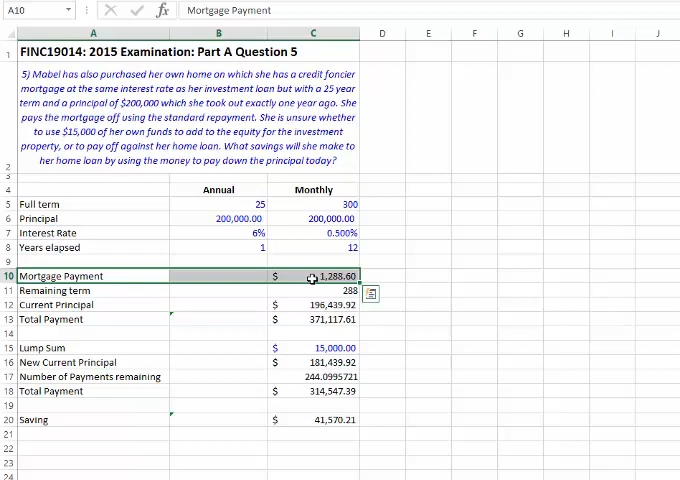 A10 fx Mortgage Payment
A B C D E F G H I J
1 FINC19014: 2015 Examination: Part A Question 5
5) Mabel has also purchased her own home on which she has a credit foncier
mortgage at the same interest rate as her investment loan but with a 25 year
term and a principal of $200,000 which she took out exactly one year ago. She
pays the mortgage off using the standard repayment. She is unsure whether
to use $15,000 of her own funds to add to the equity for the investment
property, or to pay off against her home loan. What savings will she make to
2 her home loan by using the money to pay down the principal today?
3
4 Annual Monthly
5 Full term 25 300
6 Principal 200,000.00 200,000.00
7 Interest Rate 6% 0.500%
8 Years elapsed 1 12
9
10 Mortgage Payment $ 1,288.60
11 Remaining term 288
12 Current Principal $ 196,439.92
13 Total Payment $ 371,117.61
14
15 Lump Sum $ 15,000.00
16 New Current Principal $ 181,439.92
17 Number of Payments remaining 244.0995721
18 Total Payment $ 314,547.39
19
20 Saving $ 41,570.21
21
22
23
24